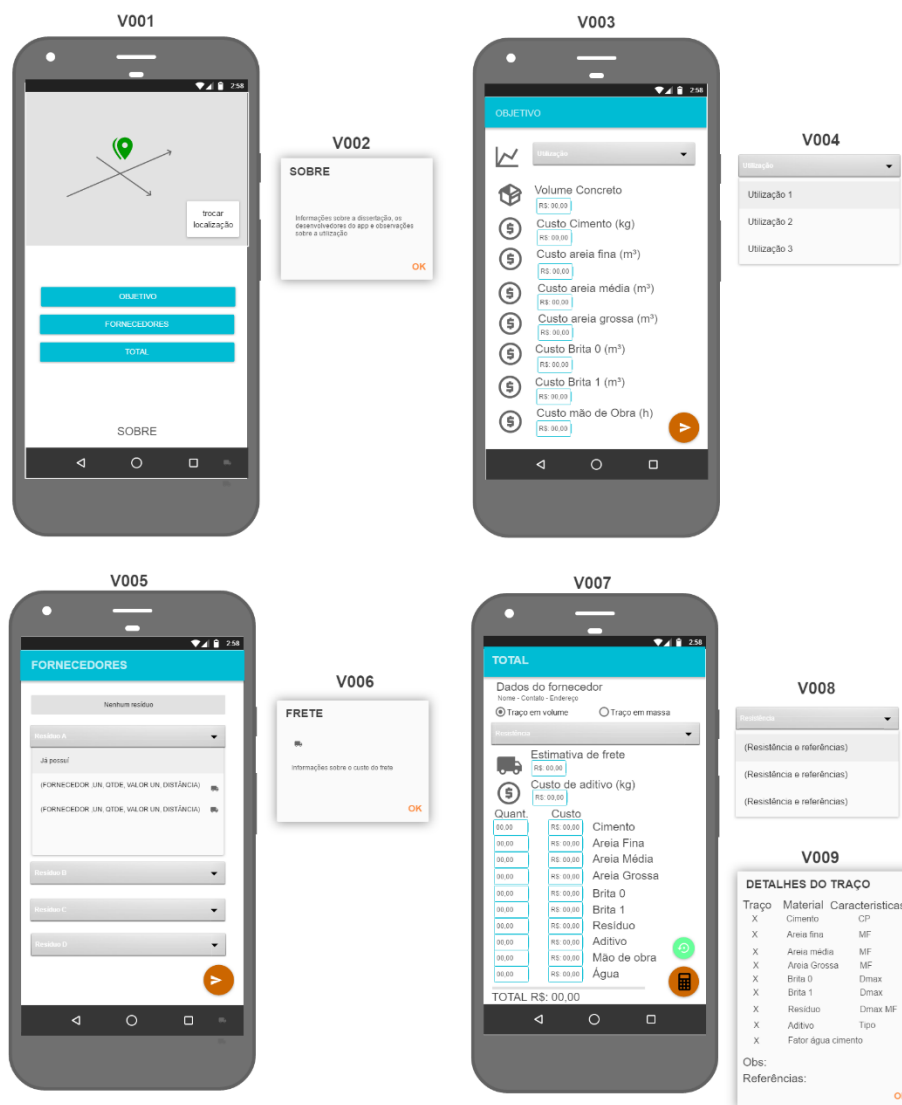 V001
2:58
trocar
localização
OBJETIVO
FORNECEDORES
TOTAL
SOBRE
V002
SOBRE
Informações sobre a dissertação, os
desenvolvedores do app e observações
sobre a utilização
OK
V003
2:58
OBJETIVO
Utilização
Volume Concreto
R$: 00,00
Custo Cimento (kg)
R$: 00,00
Custo areia fina (m³)
R$: 00,00
Custo areia média (m³)
R$: 00,00
Custo areia grossa (m³)
R$: 00,00
Custo Brita 0 (m³)
R$: 00,00
Custo Brita 1 (m³)
R$: 00,00
Custo mão de Obra (h)
R$: 00,00
V004
Utilização
Utilização 1
Utilização 2
Utilização 3
V005
2:58
FORNECEDORES
Nenhum resíduo
Resíduo A
Já possuí
(FORNECEDOR ,UN, QTDE, VALOR UN, DISTÂNCIA)
(FORNECEDOR ,UN, QTDE, VALOR UN, DISTÂNCIA)
Resíduo B
Resíduo C
Resíduo D
V006
FRETE
Informações sobre o custo do frete
OK
V007
2:58
TOTAL
Dados do fornecedor
Nome - Contato - Endereço
Traço em volume Traço em massa
Resistência
Estimativa de frete
R$: 00,00
Custo de aditivo (kg)
R$: 00,00
Quant. Custo
00,00 R$: 00,00 Cimento
00,00 R$: 00,00 Areia Fina
00,00 R$: 00,00 Areia Média
00,00 R$: 00,00 Areia Grossa
00,00 R$: 00,00 Brita 0
00,00 R$: 00,00 Brita 1
00,00 R$: 00,00 Resíduo
00,00 R$: 00,00 Aditivo
00,00 R$: 00,00 Mão de obra
00,00 R$: 00,00 Água
TOTAL R$: 00,00
V008
Resistência
(Resistência e referências)
(Resistência e referências)
(Resistência e referências)
V009
DETALHES DO TRAÇO
Traço Material Características
X Cimento CP
X Areia fina MF
X Areia média MF
X Areia Grossa MF
X Brita 0 Dmax
X Brita 1 Dmax
X Resíduo Dmax MF
X Aditivo Tipo
X Fator água cimento
Obs:
Referências: